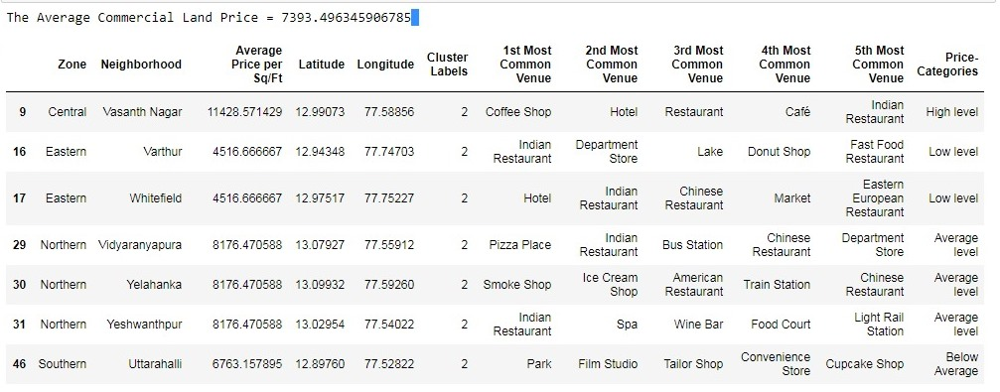 The Average Commercial Land Price = 7393.496345906785
Zone Neighborhood Average Price per Sq/Ft Latitude Longitude Cluster Labels 1st Most Common Venue 2nd Most Common Venue 3rd Most Common Venue 4th Most Common Venue 5th Most Common Venue Price-Categories
9 Central Vasanth Nagar 11428.571429 12.99073 77.58856 2 Coffee Shop Hotel Restaurant Café Indian Restaurant High level
16 Eastern Varthur 4516.666667 12.94348 77.74703 2 Indian Restaurant Department Store Lake Donut Shop Fast Food Restaurant Low level
17 Eastern Whitefield 4516.666667 12.97517 77.75227 2 Hotel Indian Restaurant Chinese Restaurant Market Eastern European Restaurant Low level
29 Northern Vidyaranyapura 8176.470588 13.07927 77.55912 2 Pizza Place Indian Restaurant Bus Station Chinese Restaurant Department Store Average level
30 Northern Yelahanka 8176.470588 13.09932 77.59260 2 Smoke Shop Ice Cream Shop American Restaurant Train Station Chinese Restaurant Average level
31 Northern Yeshwanthpur 8176.470588 13.02954 77.54022 2 Indian Restaurant Spa Wine Bar Food Court Light Rail Station Average level
46 Southern Uttarahalli 6763.157895 12.89760 77.52822 2 Park Film Studio Tailor Shop Convenience Store Cupcake Shop Below Average